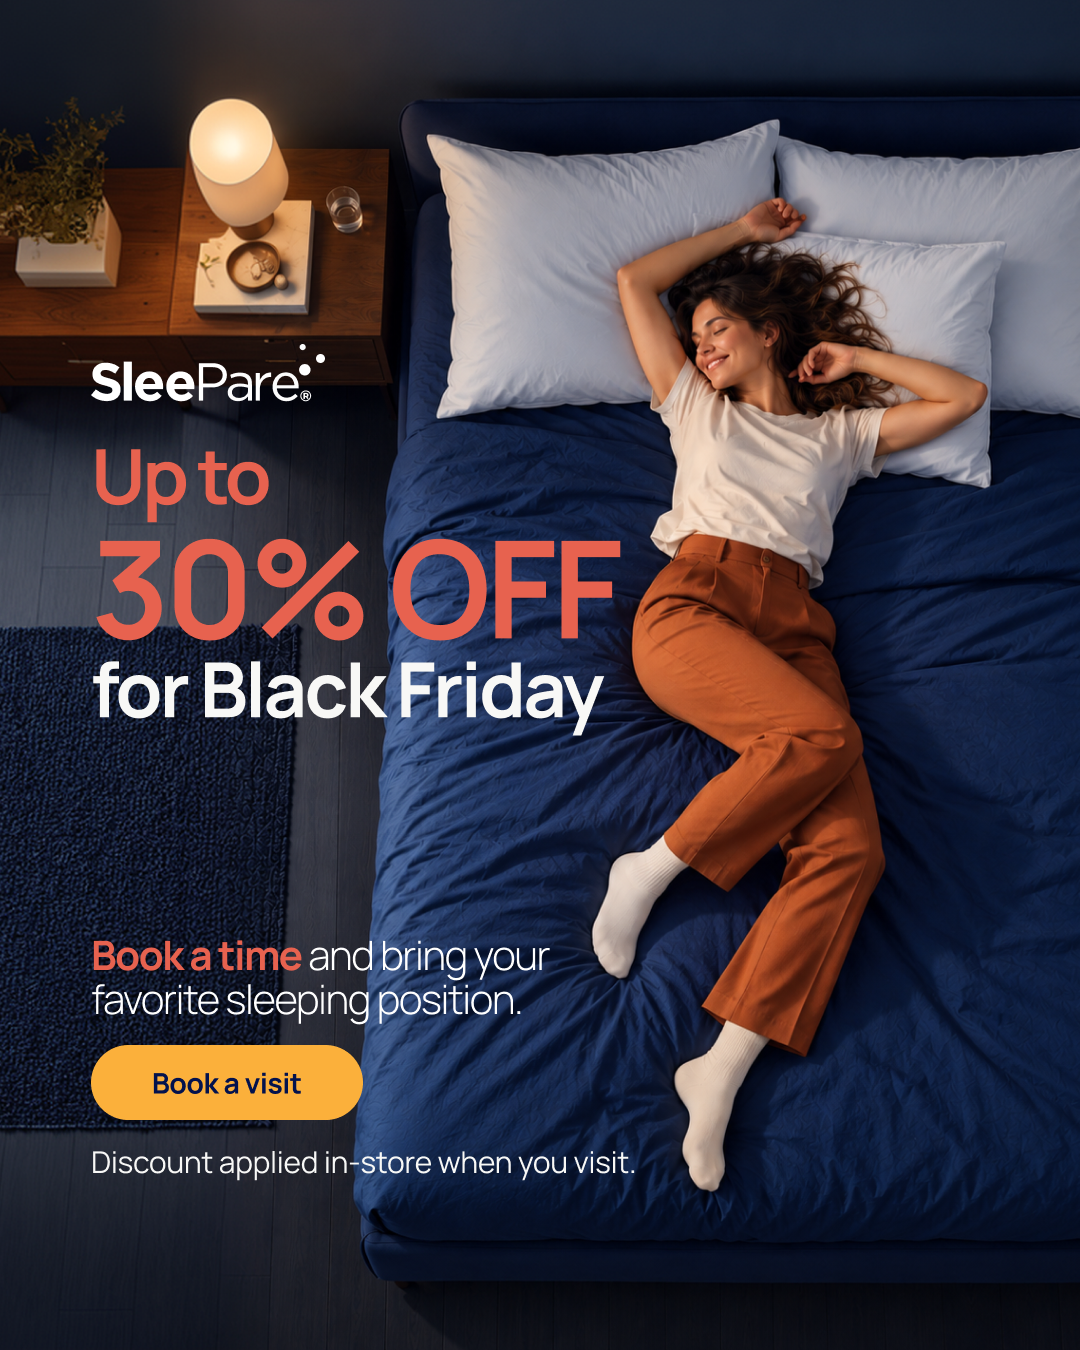 SleePare®
Up to
30% OFF
for Black Friday
Book a time and bring your
favorite sleeping position.
Book a visit
Discount applied in-store when you visit.